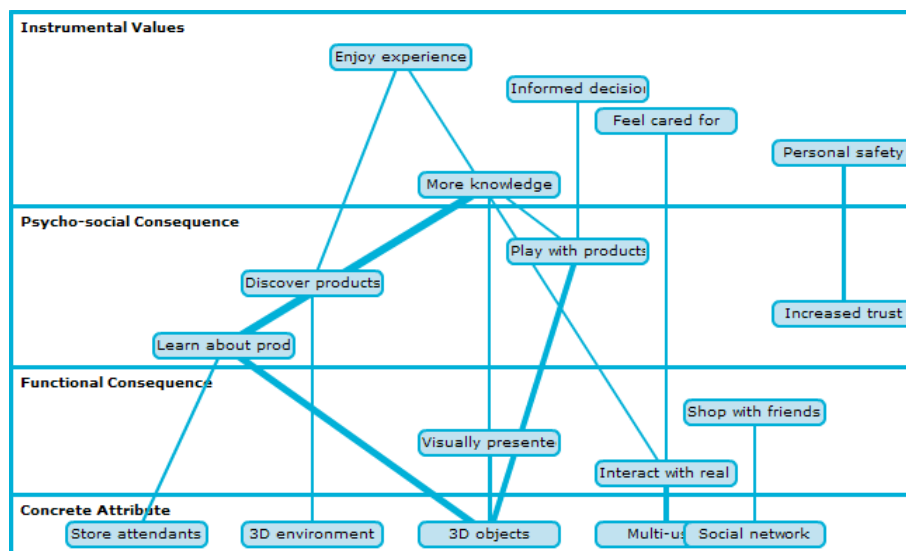 Instrumental Values
Enjoy experience
Informed decision
Feel cared for
Personal safety
More knowledge
Psycho-social Consequence
Play with products
Discover products
Increased trust
Learn about prod
Functional Consequence
Shop with friends
Visually presente
Interact with real
Concrete Attribute
Store attendants
3D environment
3D objects
Multi-us
Social network